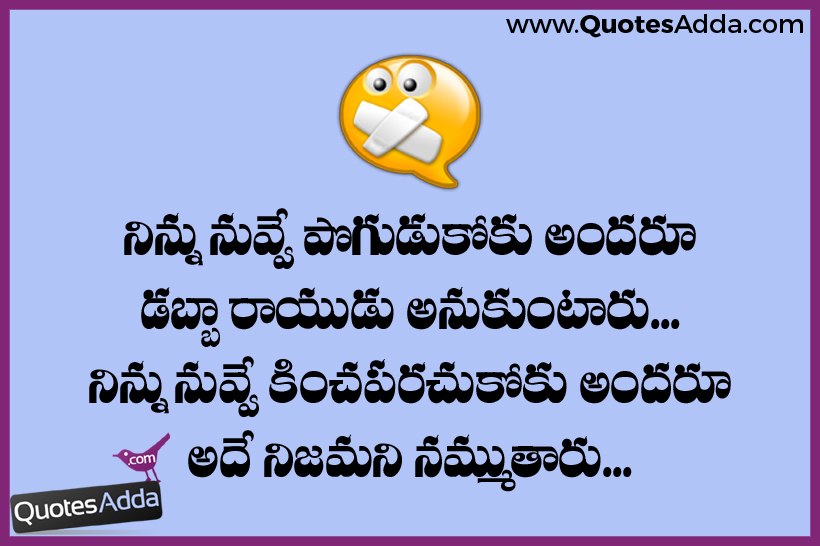 www.QuotesAdda.com
నిన్ను నువ్వే పొగుడుకోకు అందరూ
డబ్బా రాయుడు అనుకుంటారు...
నిన్ను నువ్వే కించపరచుకోకు అందరూ
అదే నిజమని నమ్ముతారు...
.com
QuotesAdda